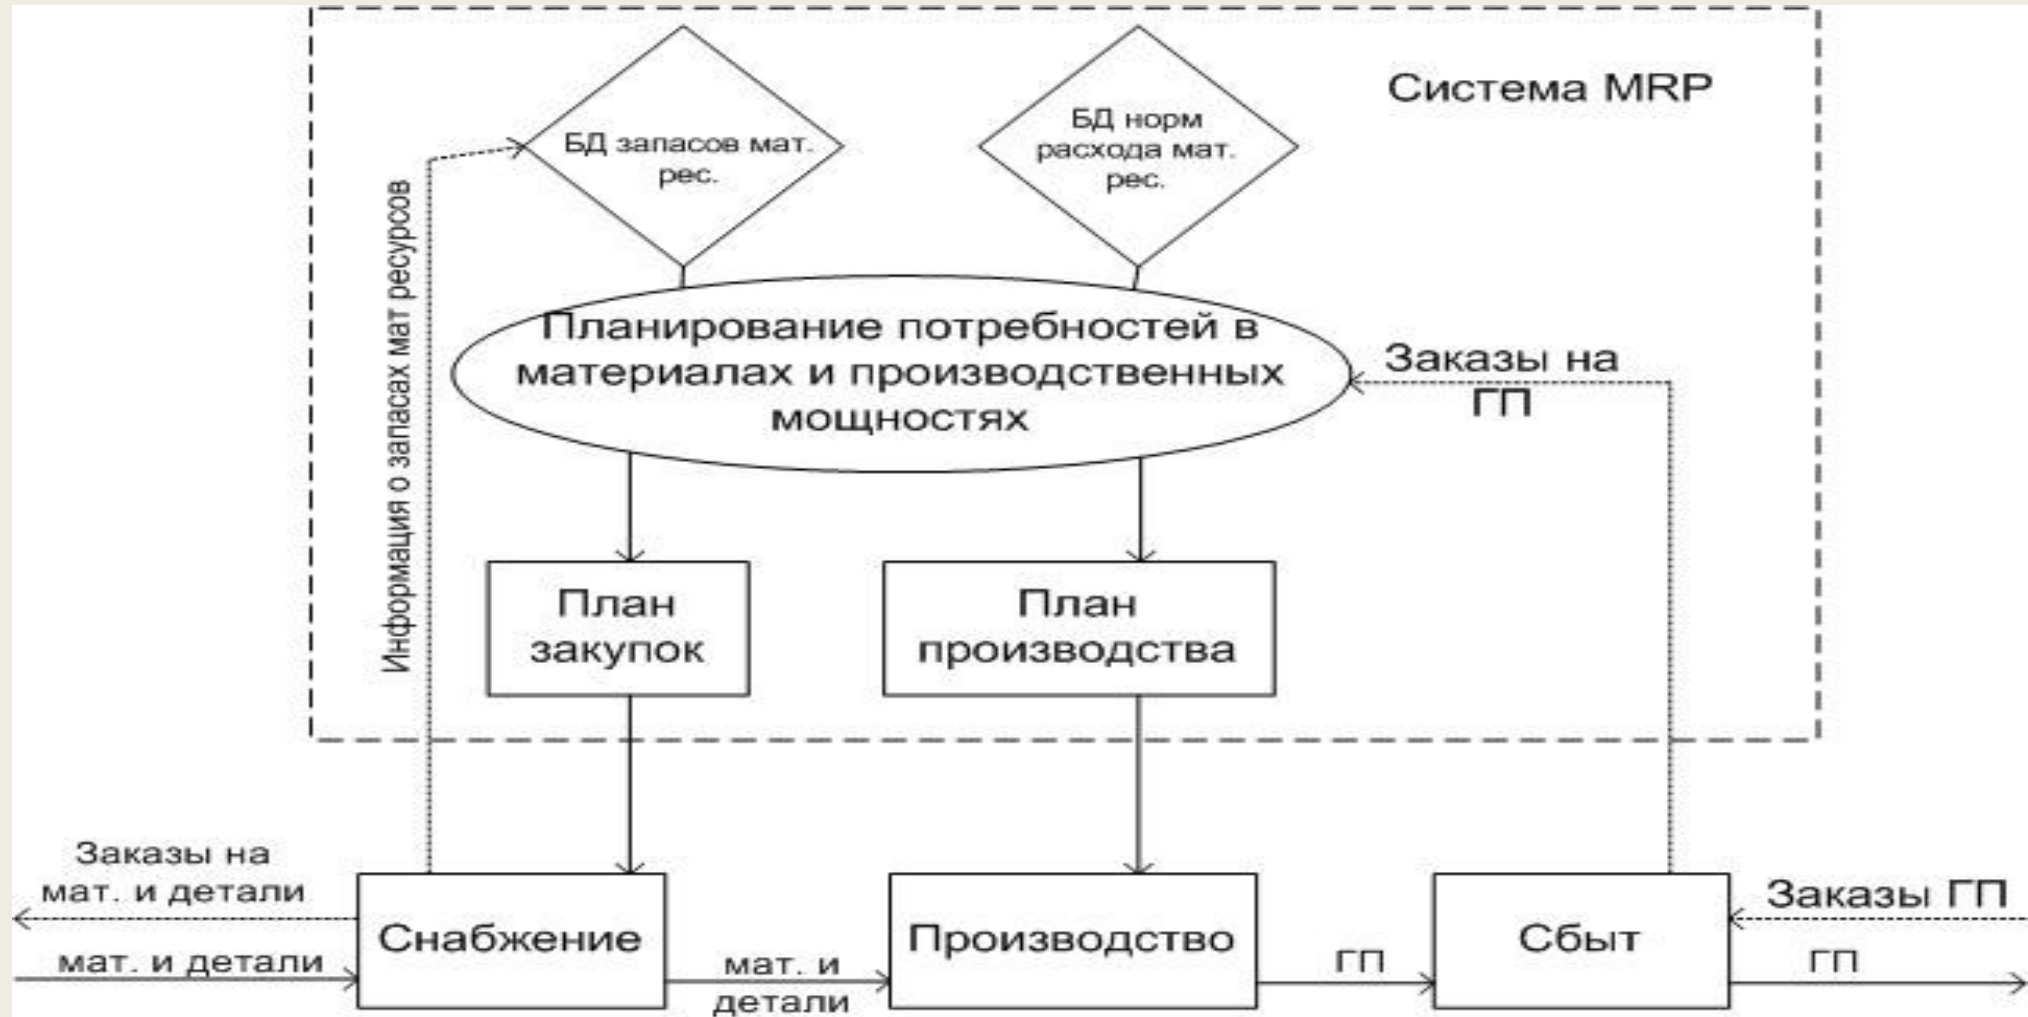 Система MRP
БД запасов мат.
рес.
БД норм
расхода мат.
рес.
Информация о запасах мат ресурсов
Планирование потребностей в
материалах и производственных
мощностях
Заказы на
ГП
План
закупок
План
производства
Заказы на
мат. и детали
мат. и детали
Снабжение
мат. и
детали
Производство
ГП
Сбыт
Заказы ГП
ГП